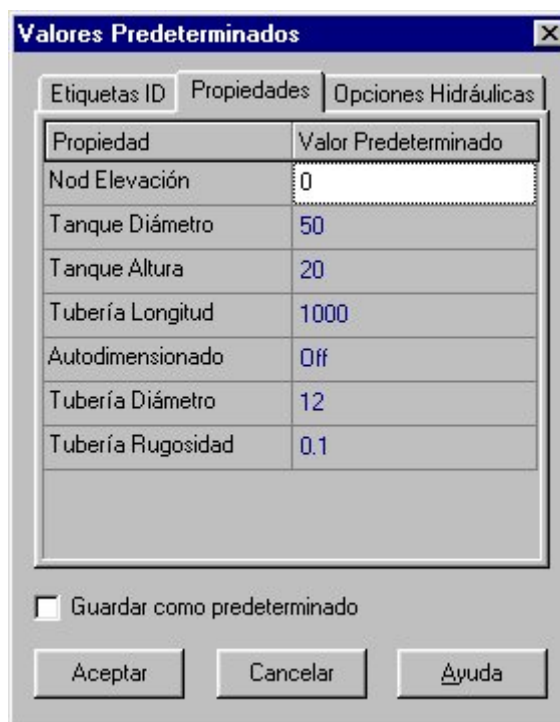 Valores Predeterminados
Etiquetas ID Propiedades Opciones Hidráulicas
Propiedad Valor Predeterminado
Nod Elevación 0
Tanque Diámetro 50
Tanque Altura 20
Tubería Longitud 1000
Autodimensionado Off
Tubería Diámetro 12
Tubería Rugosidad 0.1
Guardar como predeterminado
Aceptar Cancelar Ayuda